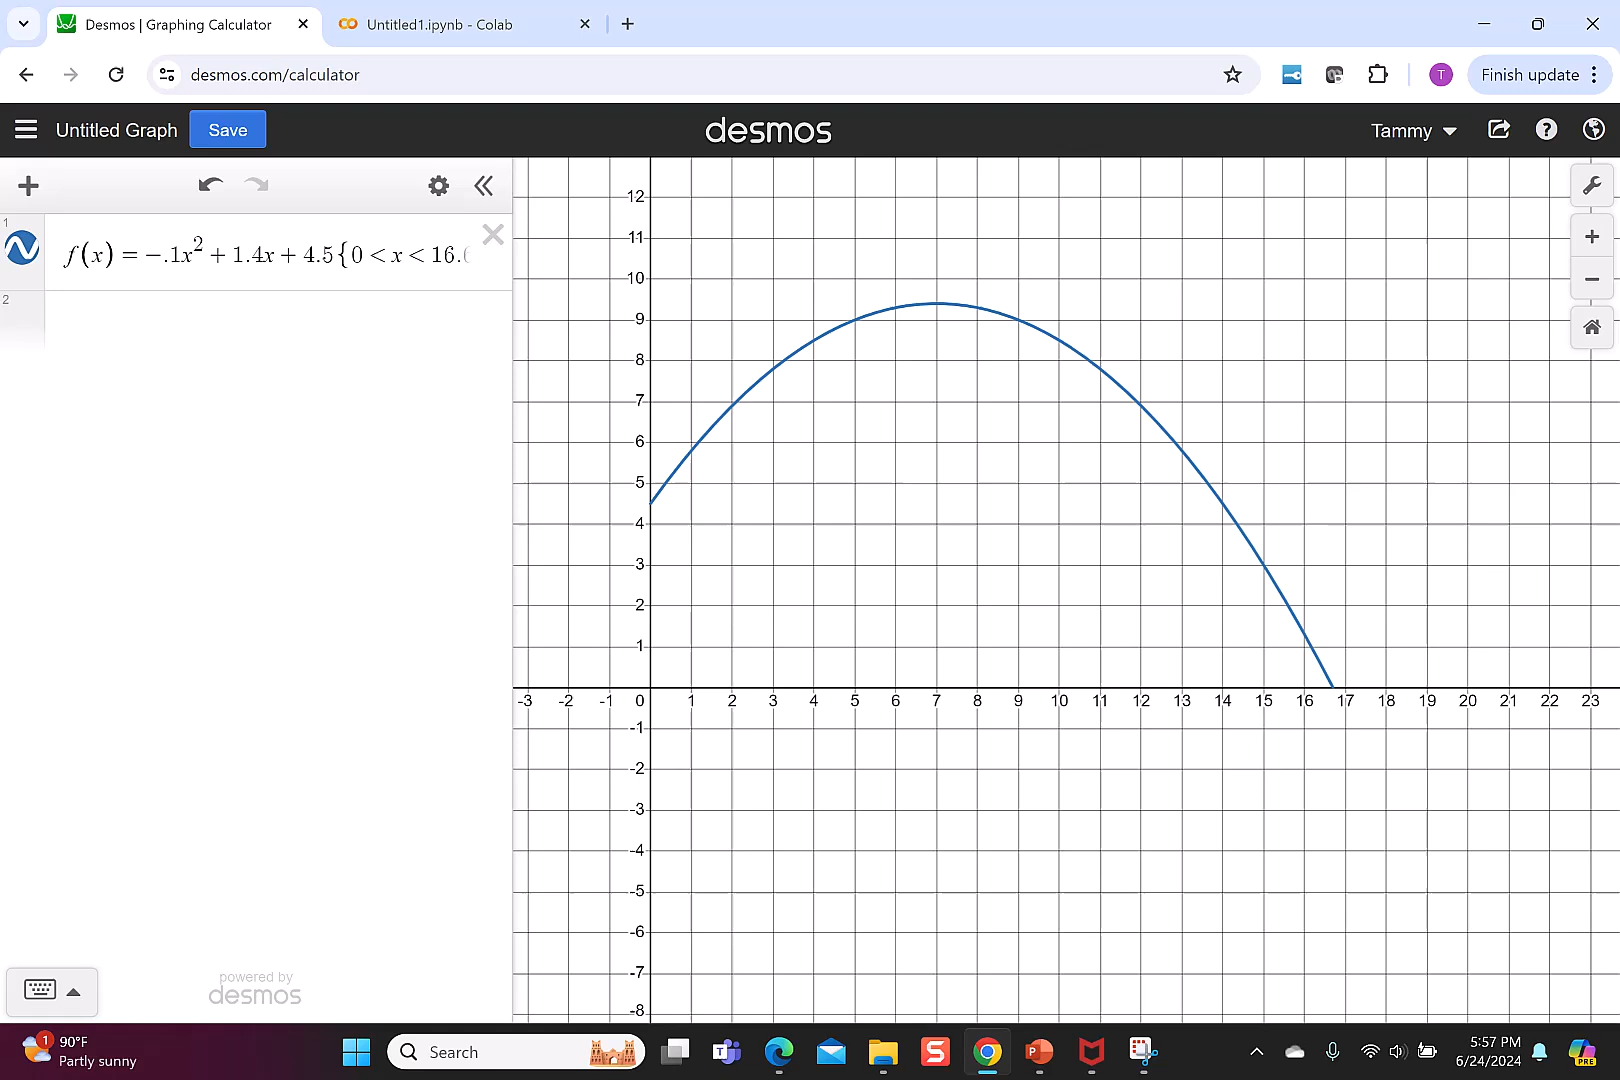 Desmos | Graphing Calculator
Untitled1.ipynb - Colab
desmos.com/calculator
T
Finish update
Untitled Graph
Save
desmos
Tammy
1
f(x) = −.1x² + 1.4x + 4.5{0 < x < 16.
2
12
11
10
9
8
7
6
5
4
3
2
1
-3 -2 -1 0 1 2 3 4 5 6 7 8 9 10 11 12 13 14 15 16 17 18 19 20 21 22 23
-1
-2
-3
-4
-5
-6
-7
-8
powered by
desmos
1
90°F
Partly sunny
Search
5:57 PM
6/24/2024
PRE